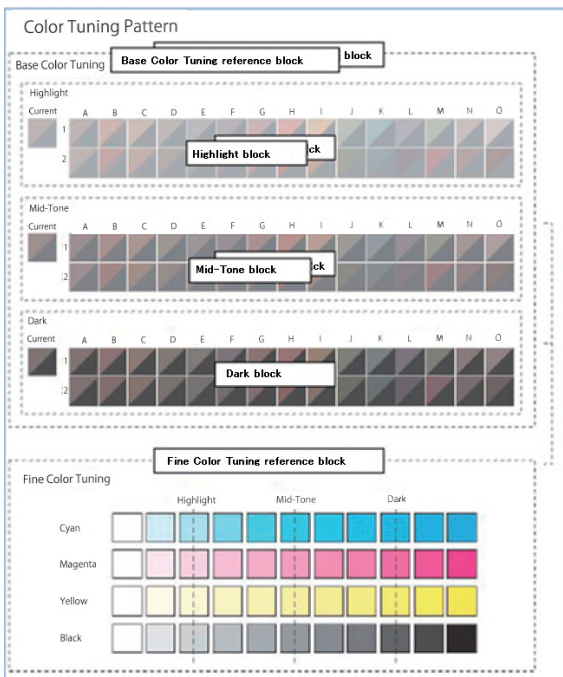 Color Tuning Pattern
Base Color Tuning
Base Color Tuning reference block
block
Highlight
Current A B C D E F G H I J K L M N O
1
2
Highlight block
ck
Mid-Tone
Current A B C D E F G H I J K L M N O
1
2
Mid-Tone block
ck
Dark
Current A B C D E F G H I J K L M N O
1
2
Dark block
Fine Color Tuning reference block
Fine Color Tuning
Highlight Mid-Tone Dark
Cyan
Magenta
Yellow
Black